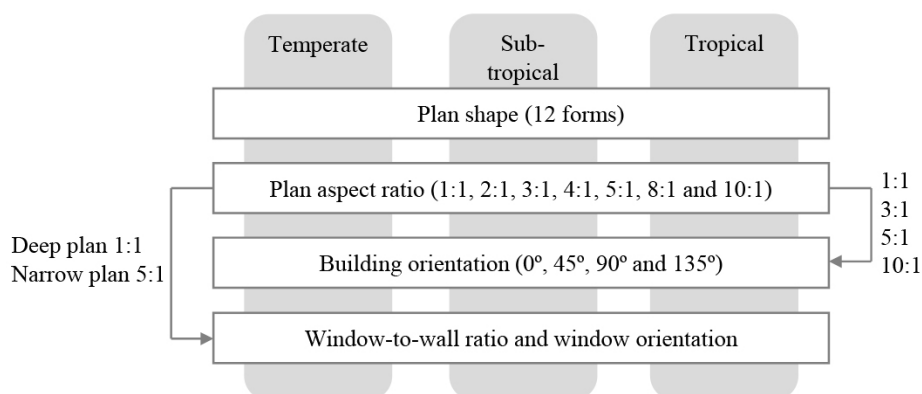 Temperate
Sub-
tropical
Tropical
Plan shape (12 forms)
Plan aspect ratio (1:1, 2:1, 3:1, 4:1, 5:1, 8:1 and 10:1)
1:1
3:1
5:1
10:1
Deep plan 1:1
Narrow plan 5:1
Building orientation (0º, 45º, 90º and 135º)
Window-to-wall ratio and window orientation